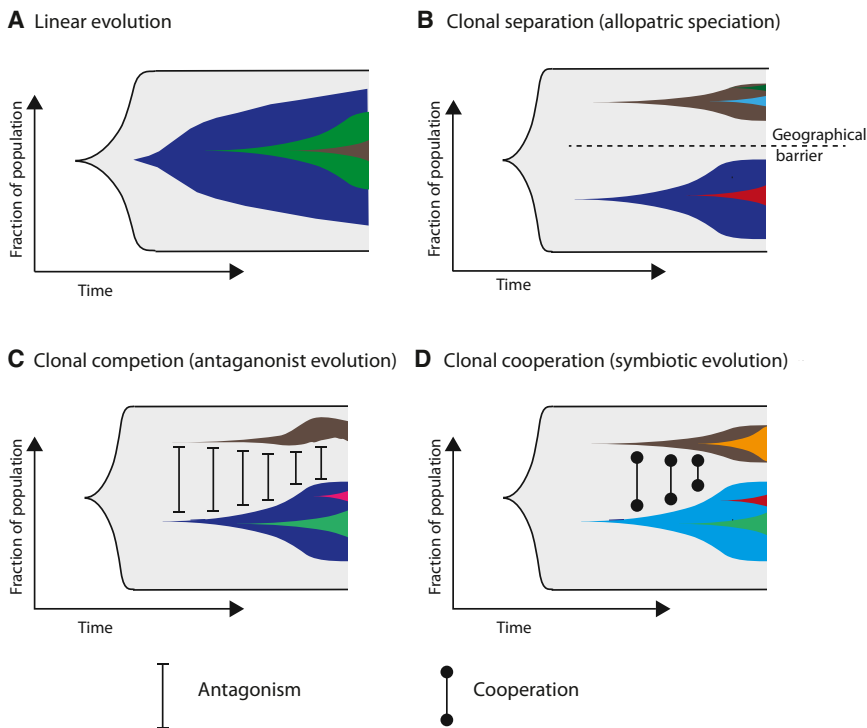 A Linear evolution
Fraction of population
Time
B Clonal separation (allopatric speciation)
Fraction of population
Geographical
barrier
Time
C Clonal competion (antaganonist evolution)
Fraction of population
Time
D Clonal cooperation (symbiotic evolution)
Fraction of population
Time
Antagonism
Cooperation